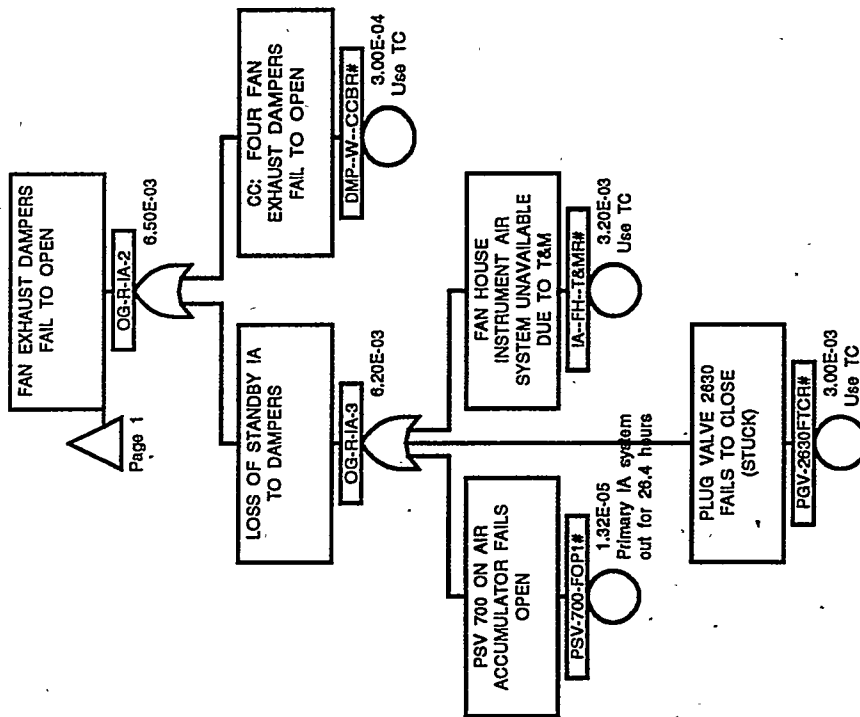 FAN EXHAUST DAMPERS
FAIL TO OPEN
OG-R-IA-2
6.50E-03
Page 1
LOSS OF STANDBY IA
TO DAMPERS
OG-R-IA-3
6.20E-03
CC: FOUR FAN
EXHAUST DAMPERS
FAIL TO OPEN
DMP--W--CCBR#
3.00E-04
Use TC
PSV 700 ON AIR
ACCUMULATOR FAILS
OPEN
PSV-700-FOP1#
1.32E-05
Primary IA system
out for 26.4 hours
FAN HOUSE
INSTRUMENT AIR
SYSTEM UNAVAILABLE
DUE TO T&M
IA--FH--T&MR#
3.20E-03
Use TC
PLUG VALVE 2630
FAILS TO CLOSE
(STUCK)
PGV-2630FTCR#
3.00E-03
Use TC